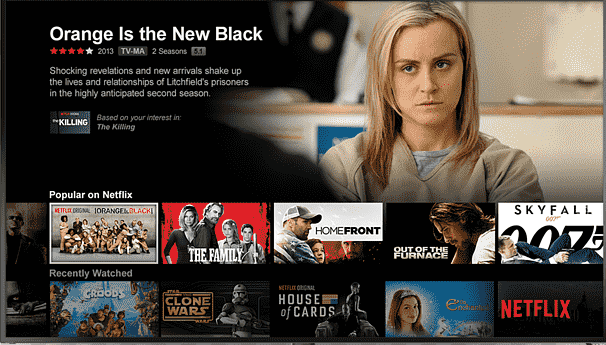 Orange Is the New Black
2013 TV-MA 2 Seasons 5.1
Shocking revelations and new arrivals shake up
the lives and relationships of Litchfield's prisoners
in the highly anticipated second season.
the KILLING
Based on your interest in:
The Killing
Popular on Netflix
NETFLIX ORIGINAL
ORANGE is the new BLACK
THE FAMILY
HOMEFRONT
OUT OF THE
FURNACE
SKYFALL
007
Recently Watched
THE CROODS
STAR WARS
THE CLONE
WARS
NETFLIX ORIGINAL
HOUSE
of CARDS
Ella
Enchanted
NETFLIX